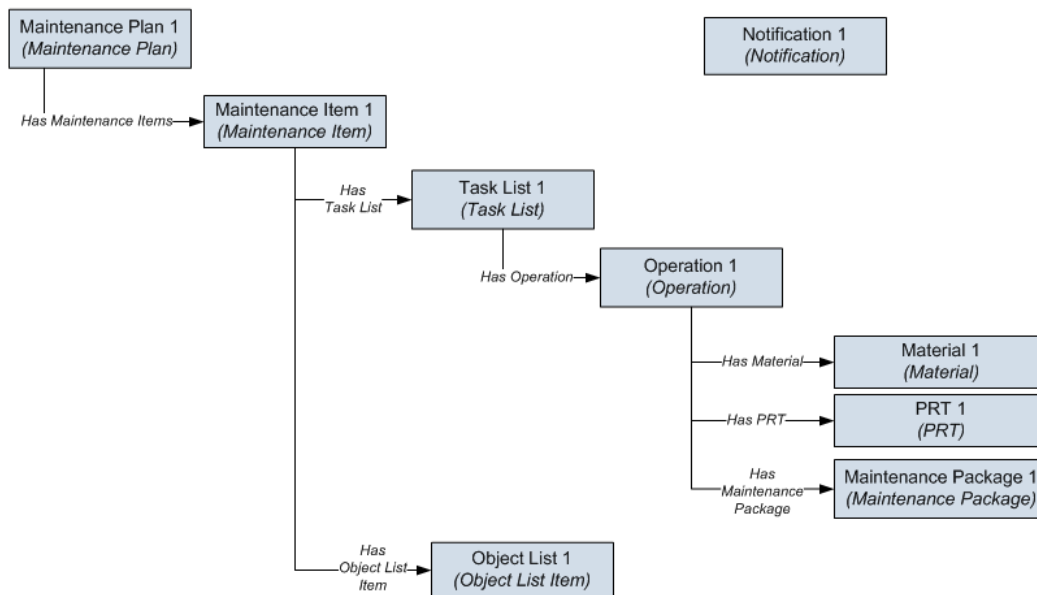 Maintenance Plan 1
(Maintenance Plan)
Notification 1
(Notification)
Has Maintenance Items
Maintenance Item 1
(Maintenance Item)
Has
Task List
Task List 1
(Task List)
Has Operation
Operation 1
(Operation)
Has Material
Material 1
(Material)
Has PRT
PRT 1
(PRT)
Has
Maintenance
Package
Maintenance Package 1
(Maintenance Package)
Has
Object List
Item
Object List 1
(Object List Item)